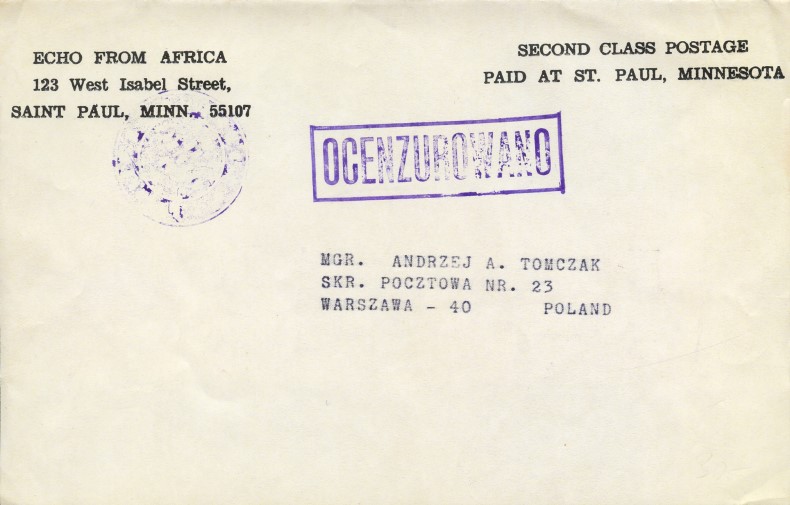 ECHO FROM AFRICA
123 West Isabel Street,
SAINT PAUL, MINN. 55107
SECOND CLASS POSTAGE
PAID AT ST. PAUL, MINNESOTA
OCENZUROWANO
MGR. ANDRZEJ A. TOMCZAK
SKR. POCZTOWA NR. 23
WARSZAWA - 40 POLAND